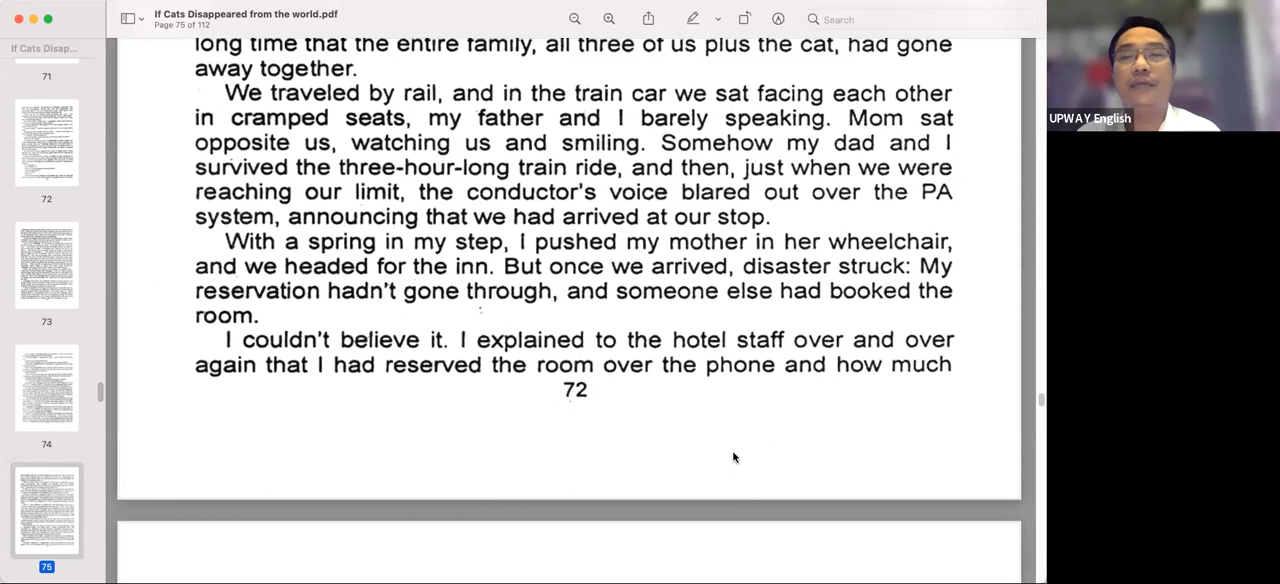 If Cats Disappeared from the world.pdf
Page 75 of 112
Search
If Cats Disap...
71
72
73
74
75
long time that the entire family, all three of us plus the cat, had gone
away together.
We traveled by rail, and in the train car we sat facing each other
in cramped seats, my father and I barely speaking. Mom sat
opposite us, watching us and smiling. Somehow my dad and I
survived the three-hour-long train ride, and then, just when we were
reaching our limit, the conductor's voice blared out over the PA
system, announcing that we had arrived at our stop.
With a spring in my step, I pushed my mother in her wheelchair,
and we headed for the inn. But once we arrived, disaster struck: My
reservation hadn't gone through, and someone else had booked the
room.
I couldn't believe it. I explained to the hotel staff over and over
again that I had reserved the room over the phone and how much
72
UPWAY English